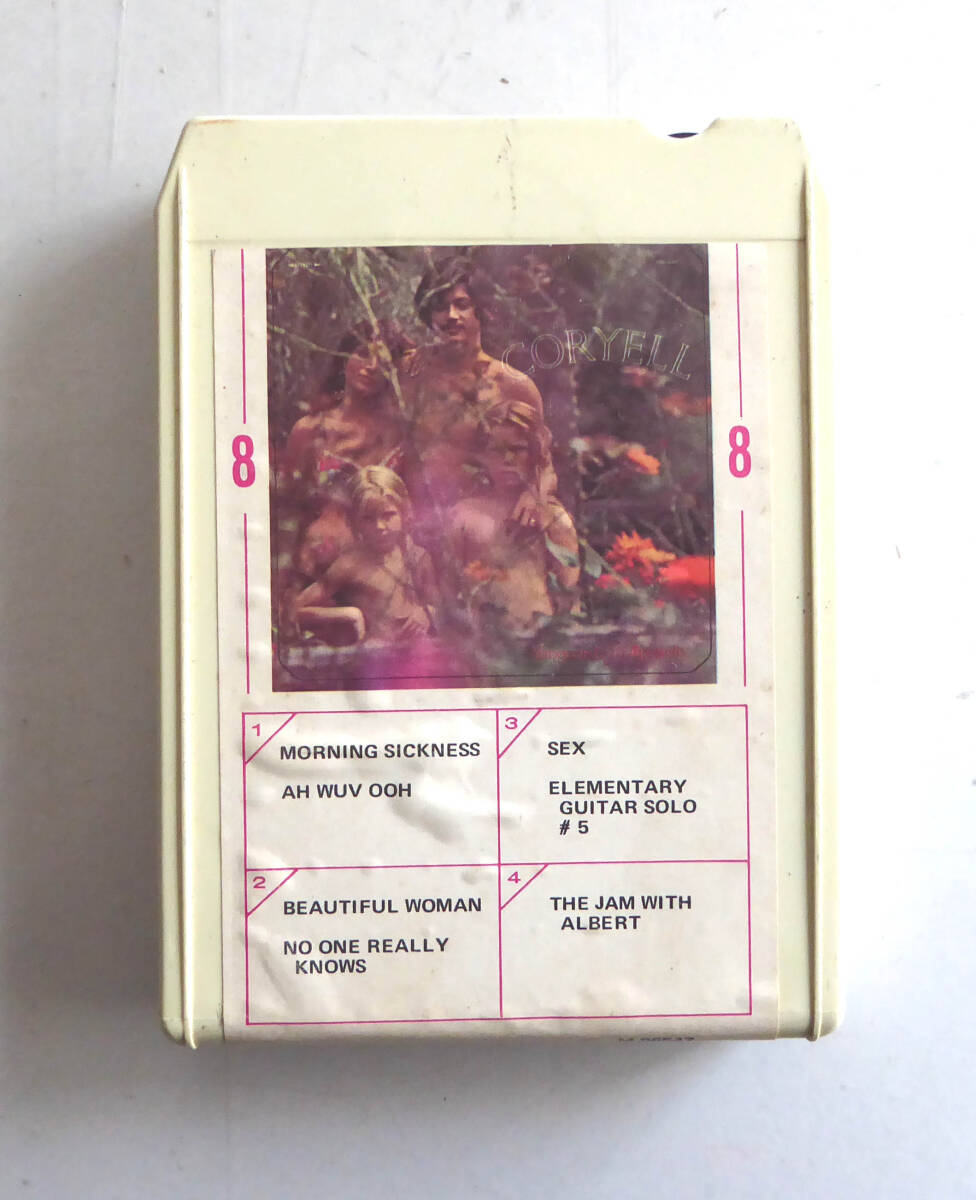 CORYELL
8
8
1
MORNING SICKNESS
AH WUV OOH
2
BEAUTIFUL WOMAN
NO ONE REALLY
KNOWS
3
SEX
ELEMENTARY
GUITAR SOLO
# 5
4
THE JAM WITH
ALBERT